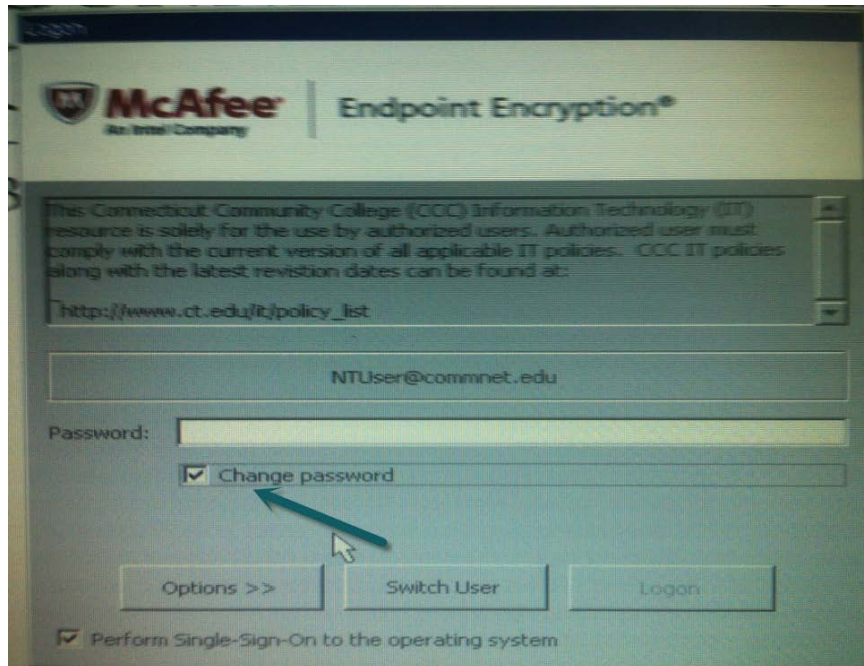 Logon
McAfee
An Intel Company
Endpoint Encryption®
This Connecticut Community College (CCC) Information Technology (IT)
resource is solely for the use by authorized users. Authorized user must
comply with the current version of all applicable IT policies. CCC IT policies
along with the latest revistion dates can be found at:
http://www.ct.edu/it/policy_list
NTUser@commnet.edu
Password:
Change password
Options >>
Switch User
Logon
Perform Single-Sign-On to the operating system